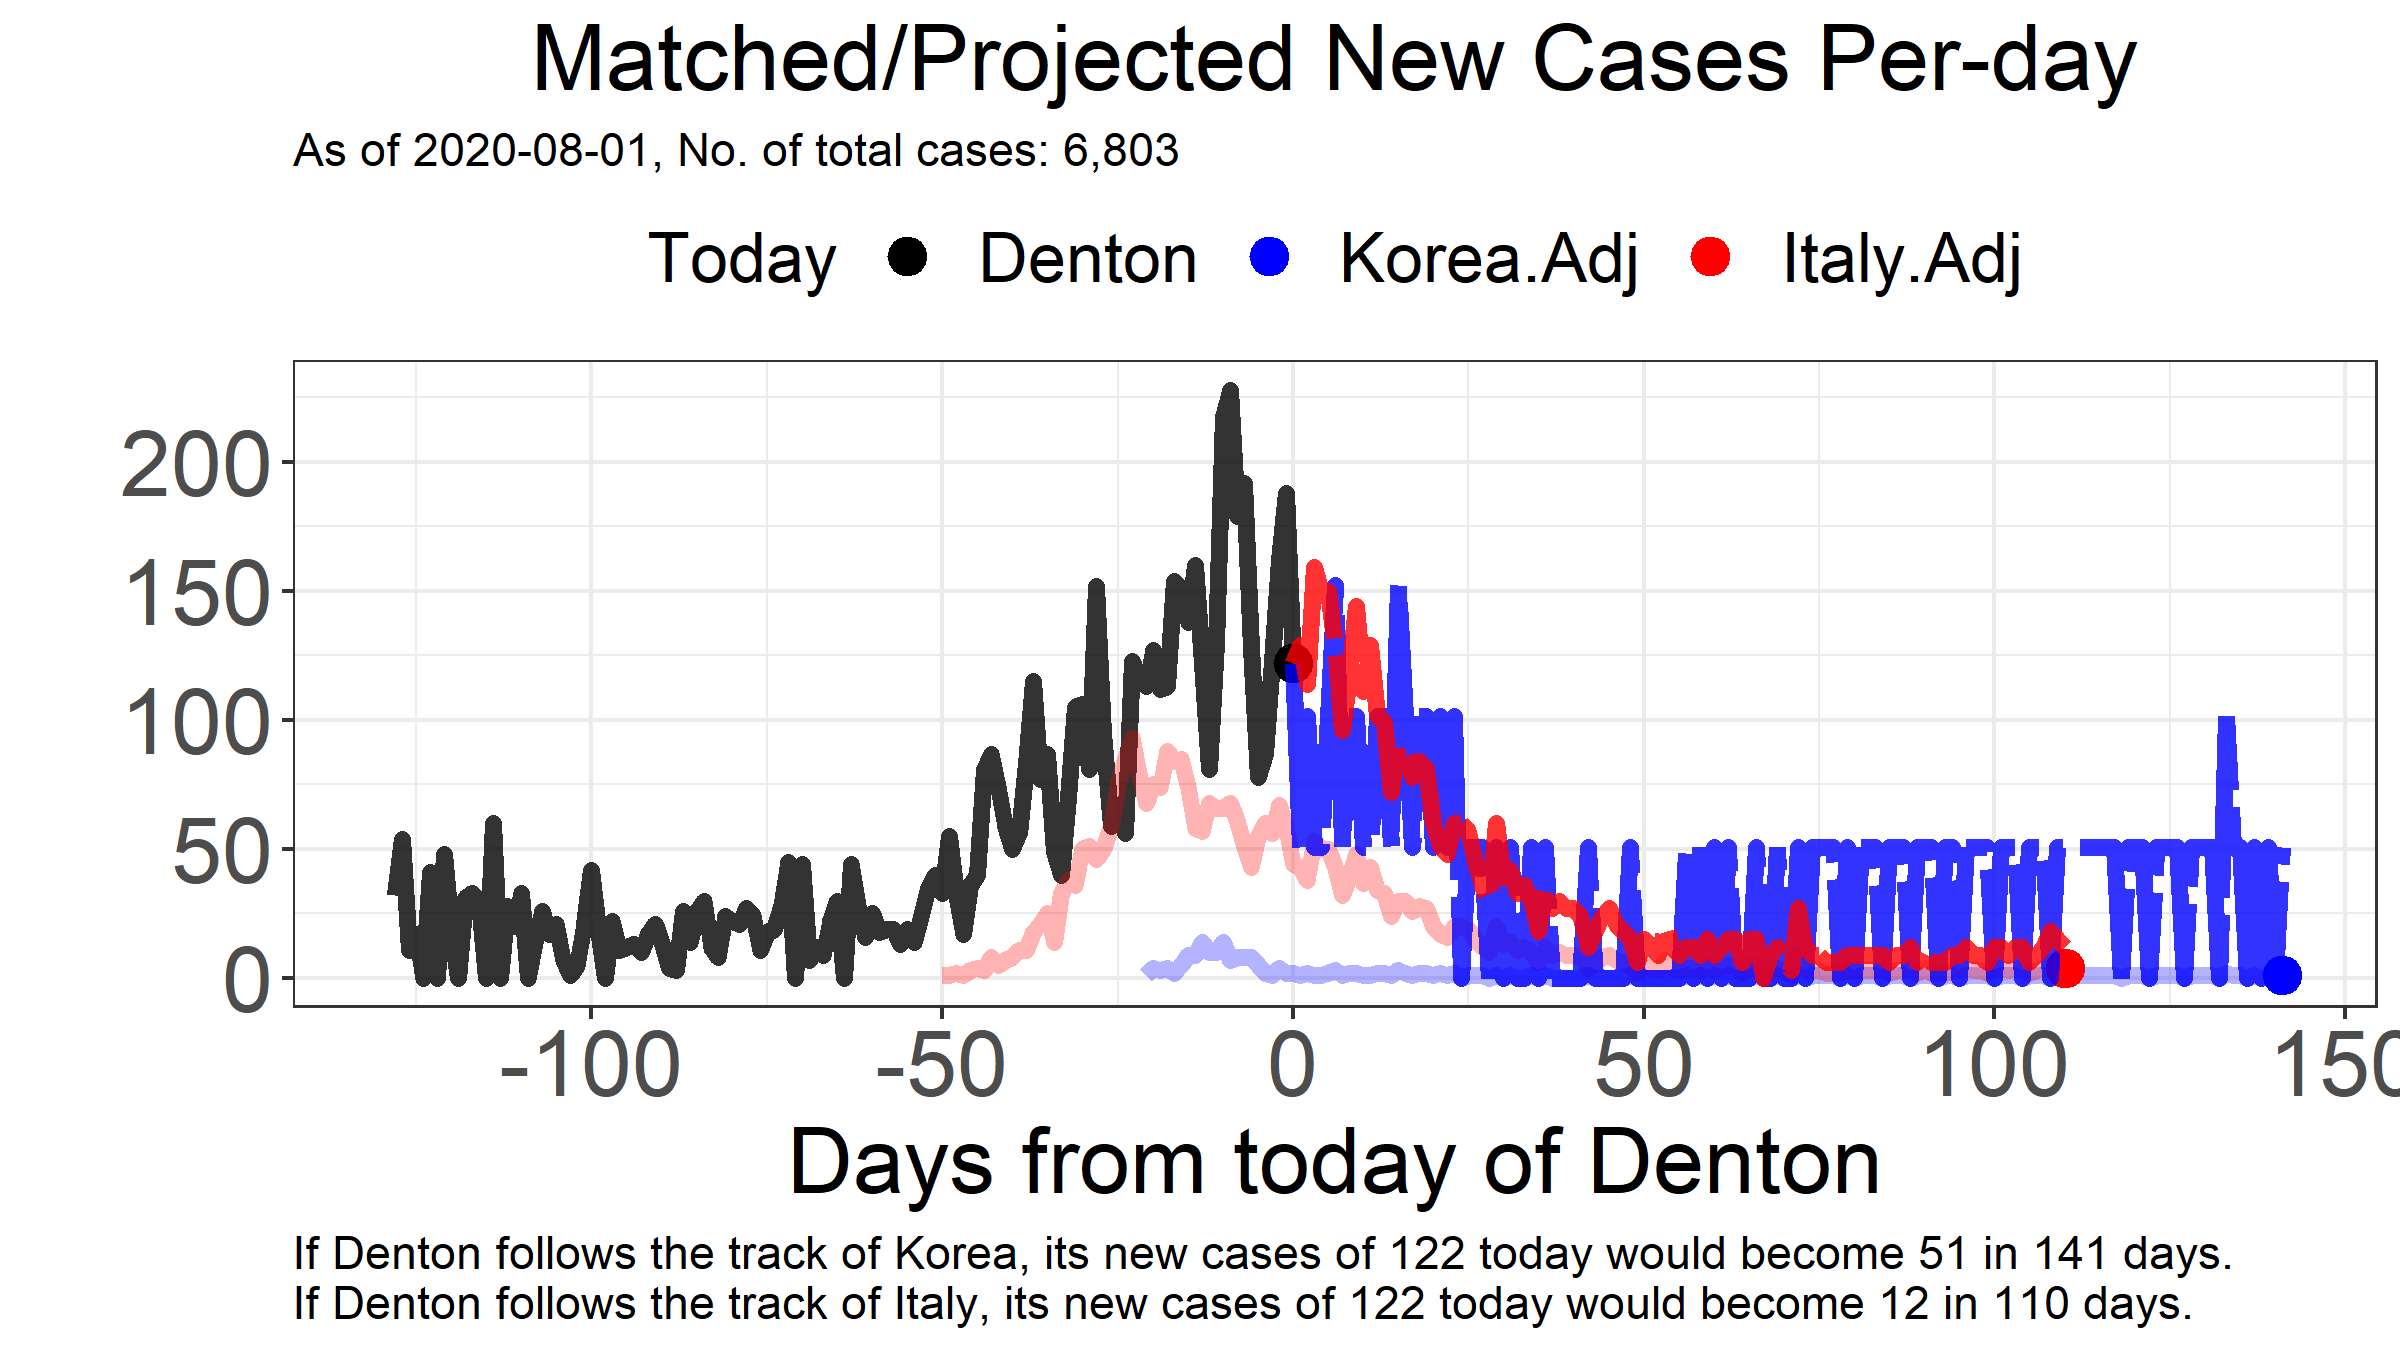 Matched/Projected New Cases Per-day
As of 2020-08-01, No. of total cases: 6,803
Today Denton Korea.Adj Italy.Adj
200
150
100
50
0
-100 -50 0 50 100 150
Days from today of Denton
If Denton follows the track of Korea, its new cases of 122 today would become 51 in 141 days.
If Denton follows the track of Italy, its new cases of 122 today would become 12 in 110 days.